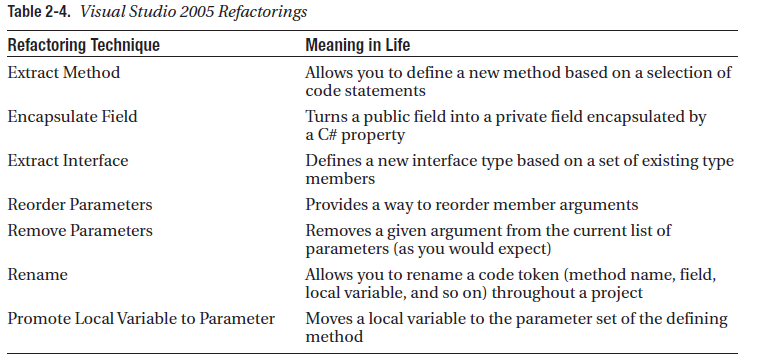 Table 2-4. Visual Studio 2005 Refactorings
Refactoring Technique Meaning in Life
Extract Method Allows you to define a new method based on a selection of
code statements
Encapsulate Field Turns a public field into a private field encapsulated by
a C# property
Extract Interface Defines a new interface type based on a set of existing type
members
Reorder Parameters Provides a way to reorder member arguments
Remove Parameters Removes a given argument from the current list of
parameters (as you would expect)
Rename Allows you to rename a code token (method name, field,
local variable, and so on) throughout a project
Promote Local Variable to Parameter Moves a local variable to the parameter set of the defining
method